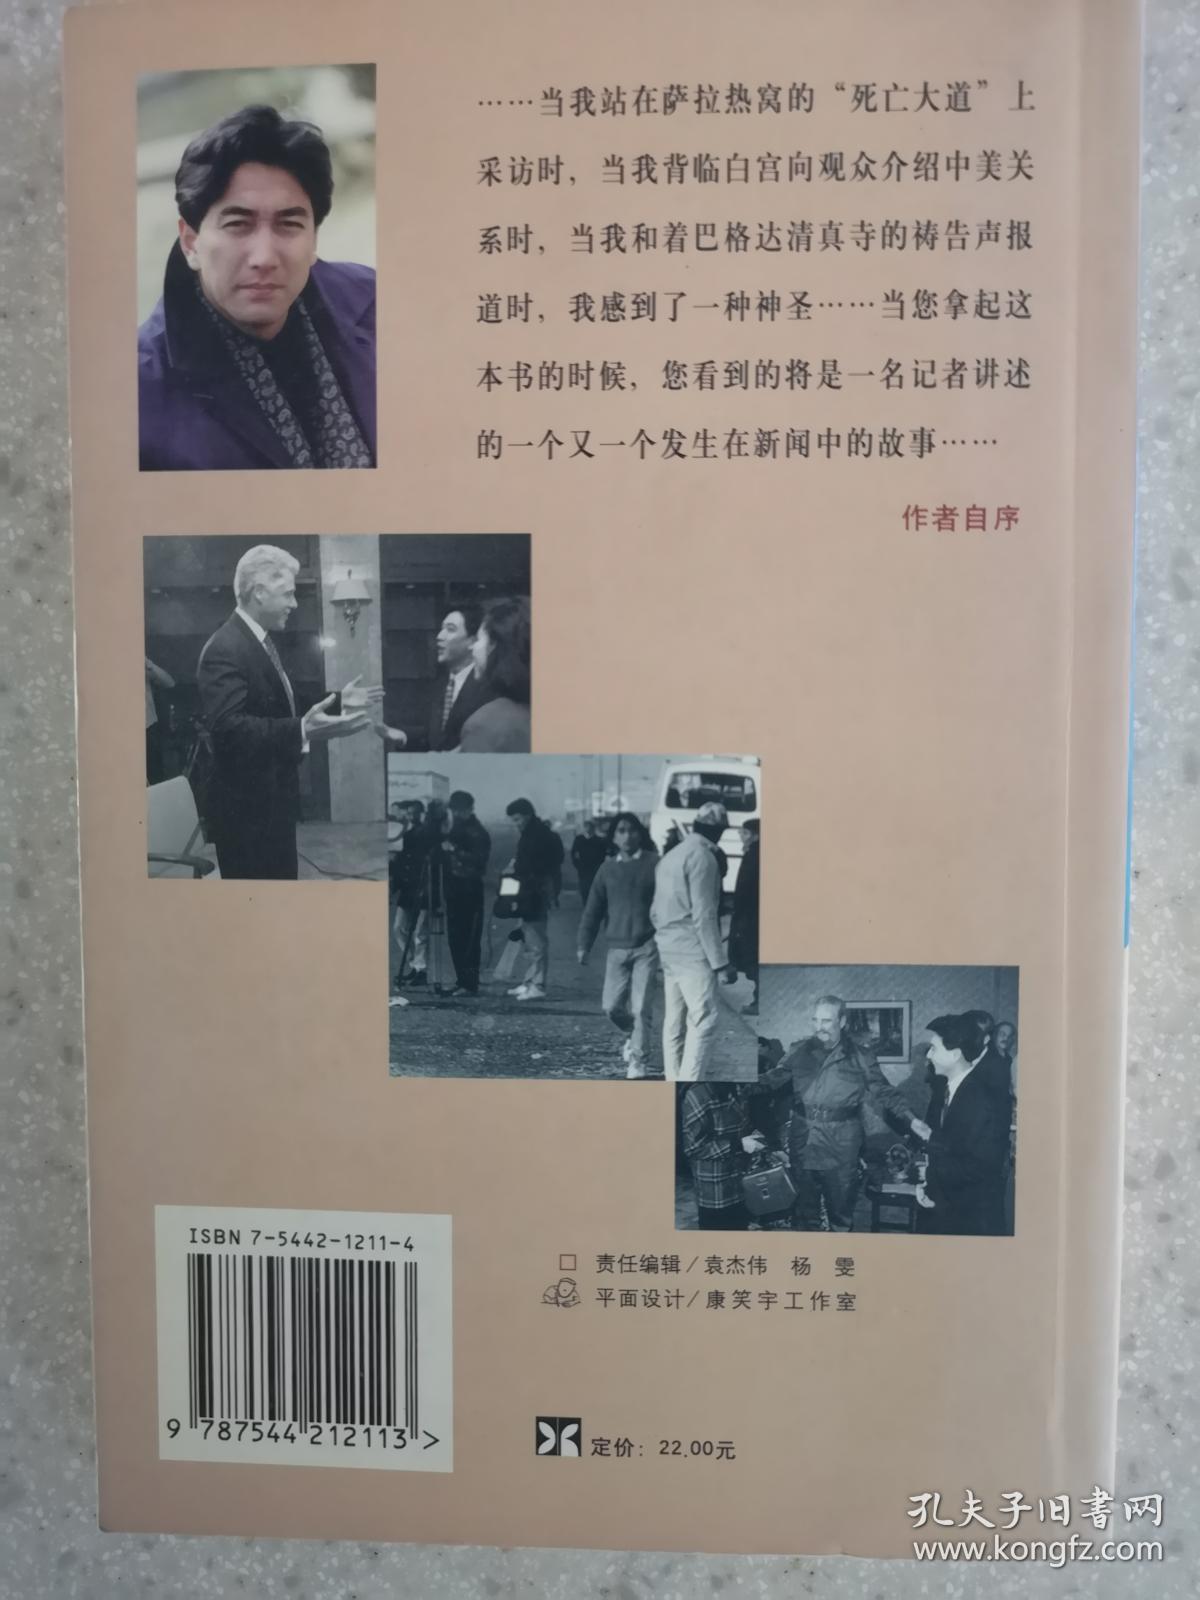 ……当我站在萨拉热窝的“死亡大道”上
采访时，当我背临白宫向观众介绍中美关
系时，当我和着巴格达清真寺的祷告声报
道时，我感到了一种神圣……当您拿起这
本书的时候，您看到的将是一名记者讲述
的一个又一个发生在新闻中的故事……
作者自序
ISBN 7-5442-1211-4
9 787544 212113 >
责任编辑/袁杰伟 杨 雯
平面设计/康笑宇工作室
定价：22.00元
孔夫子旧书网
www.kongfz.com